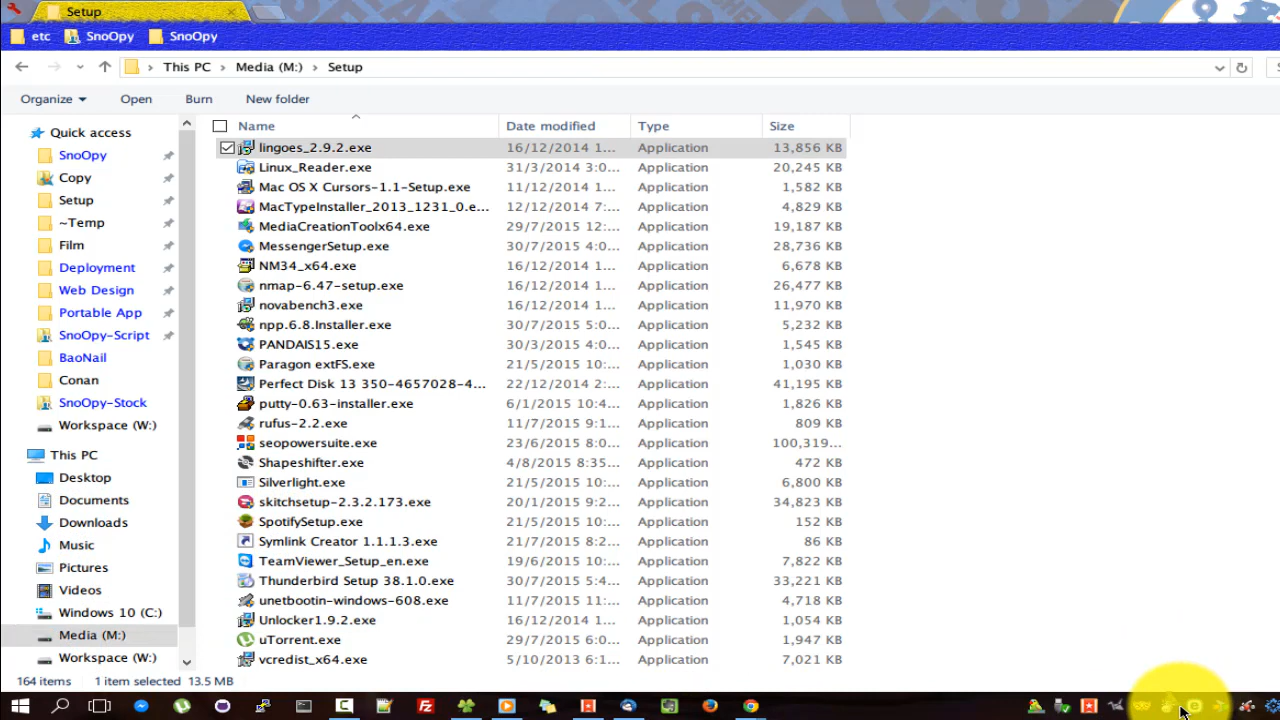 Setup
etc SnoOpy SnoOpy
This PC Media (M:) Setup
Organize Open Burn New folder
Name Date modified Type Size
Quick access
SnoOpy
Copy
Setup
~Temp
Film
Deployment
Web Design
Portable App
SnoOpy-Script
BaoNail
Conan
SnoOpy-Stock
Workspace (W:)
This PC
Desktop
Documents
Downloads
Music
Pictures
Videos
Windows 10 (C:)
Media (M:)
Workspace (W:)
lingoes_2.9.2.exe 16/12/2014 1... Application 13,856 KB
Linux_Reader.exe 31/3/2014 3:0... Application 20,245 KB
Mac OS X Cursors-1.1-Setup.exe 11/12/2014 1... Application 1,582 KB
MacTypeInstaller_2013_1231_0.e... 12/12/2014 7:... Application 4,829 KB
MediaCreationToolx64.exe 29/7/2015 12:... Application 19,187 KB
MessengerSetup.exe 30/7/2015 4:0... Application 28,736 KB
NM34_x64.exe 16/12/2014 1... Application 6,678 KB
nmap-6.47-setup.exe 16/12/2014 1... Application 26,477 KB
novabench3.exe 16/12/2014 1... Application 11,970 KB
npp.6.8.Installer.exe 30/7/2015 5:0... Application 5,232 KB
PANDAIS15.exe 30/3/2015 4:0... Application 1,545 KB
Paragon extFS.exe 21/5/2015 10:... Application 1,030 KB
Perfect Disk 13 350-4657028-4... 22/12/2014 2:... Application 41,195 KB
putty-0.63-installer.exe 6/1/2015 10:4... Application 1,826 KB
rufus-2.2.exe 11/7/2015 9:1... Application 809 KB
seopowersuite.exe 23/6/2015 8:0... Application 100,319...
Shapeshifter.exe 4/8/2015 8:35... Application 472 KB
Silverlight.exe 21/5/2015 10:... Application 6,800 KB
skitchsetup-2.3.2.173.exe 20/1/2015 9:2... Application 34,823 KB
SpotifySetup.exe 21/5/2015 10:... Application 152 KB
Symlink Creator 1.1.1.3.exe 21/7/2015 8:2... Application 86 KB
TeamViewer_Setup_en.exe 19/6/2015 10:... Application 7,822 KB
Thunderbird Setup 38.1.0.exe 30/7/2015 5:4... Application 33,221 KB
unetbootin-windows-608.exe 11/7/2015 11:... Application 4,718 KB
Unlocker1.9.2.exe 16/12/2014 1... Application 1,054 KB
uTorrent.exe 29/7/2015 6:0... Application 1,947 KB
vcredist_x64.exe 5/10/2013 6:1... Application 7,021 KB
164 items 1 item selected 13.5 MB